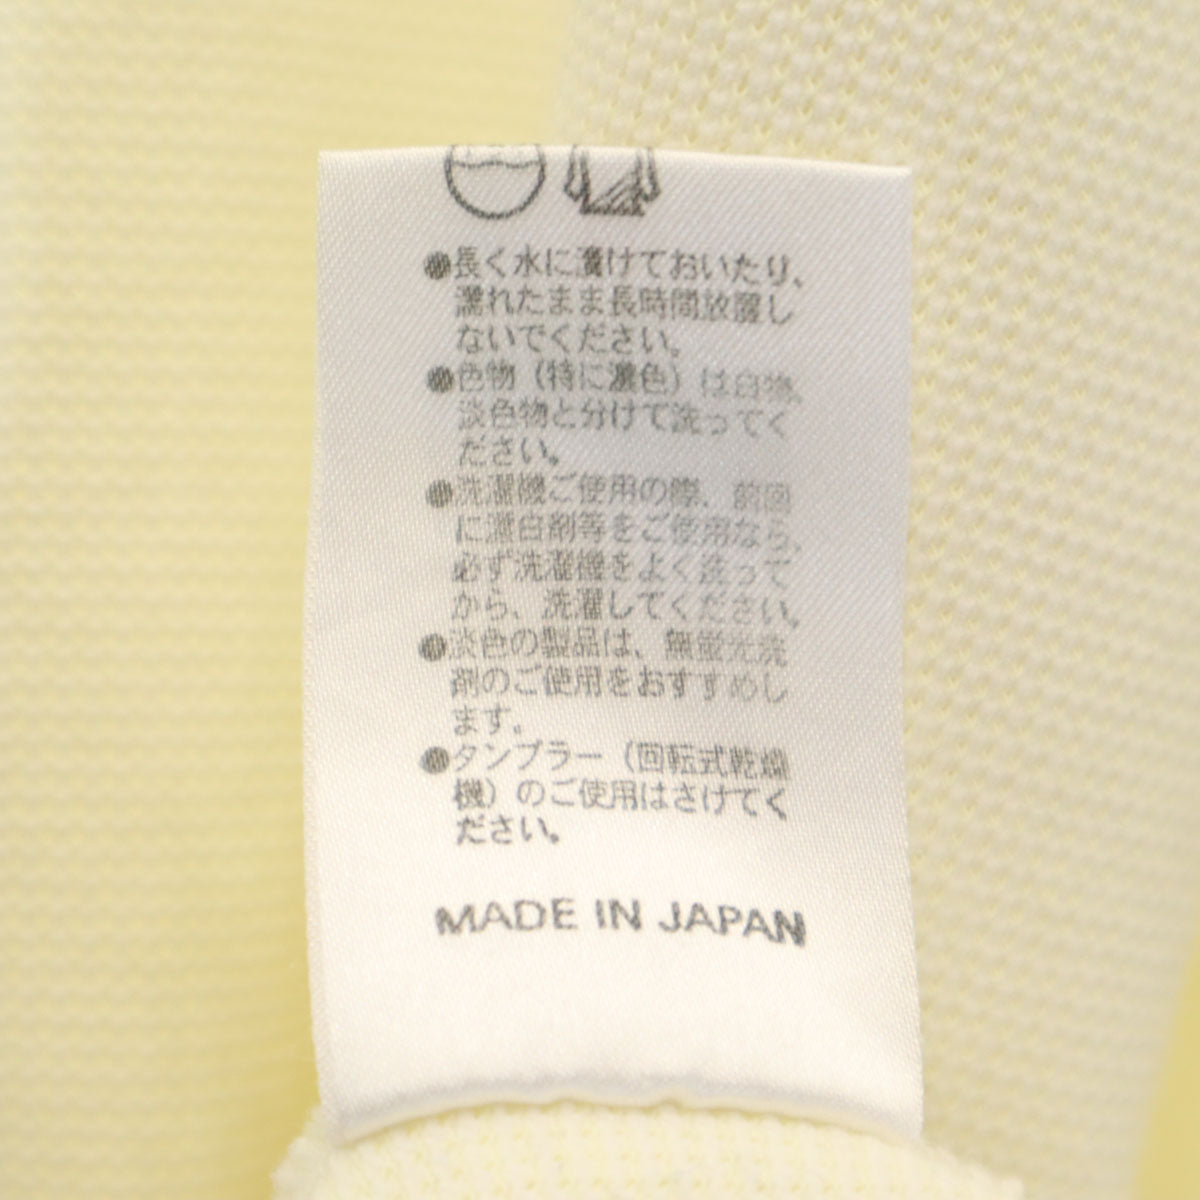 ●長く水に漬けておいたり、
濡れたまま長時間放置し
ないでください。
●色物（特に濃色）は白物、
淡色物と分けて洗ってく
ださい。
●洗濯機ご使用の際、前回
に漂白剤等をご使用なら、
必ず洗濯機をよく洗って
から、洗濯してください。
●淡色の製品は、無蛍光洗
剤のご使用をおすすめし
ます。
●タンブラー（回転式乾燥
機）のご使用はさけてく
ださい。
MADE IN JAPAN